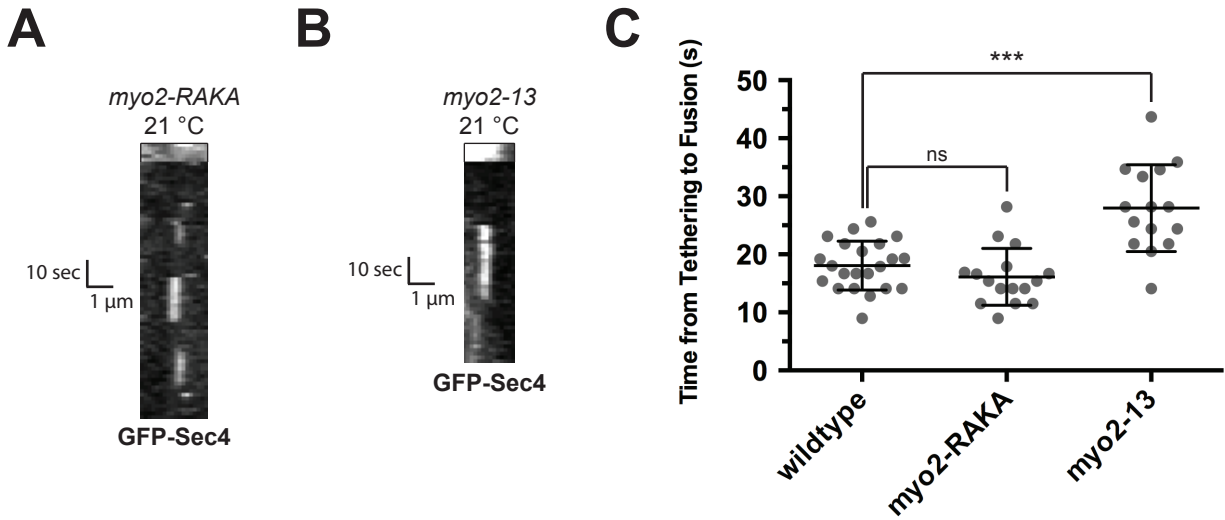 A
myo2-RAKA
21 °C
10 sec
1 µm
GFP-Sec4
B
myo2-13
21 °C
10 sec
1 µm
GFP-Sec4
C
Time from Tethering to Fusion (s)
50
40
30
20
10
0
***
ns
wildtype
myo2-RAKA
myo2-13